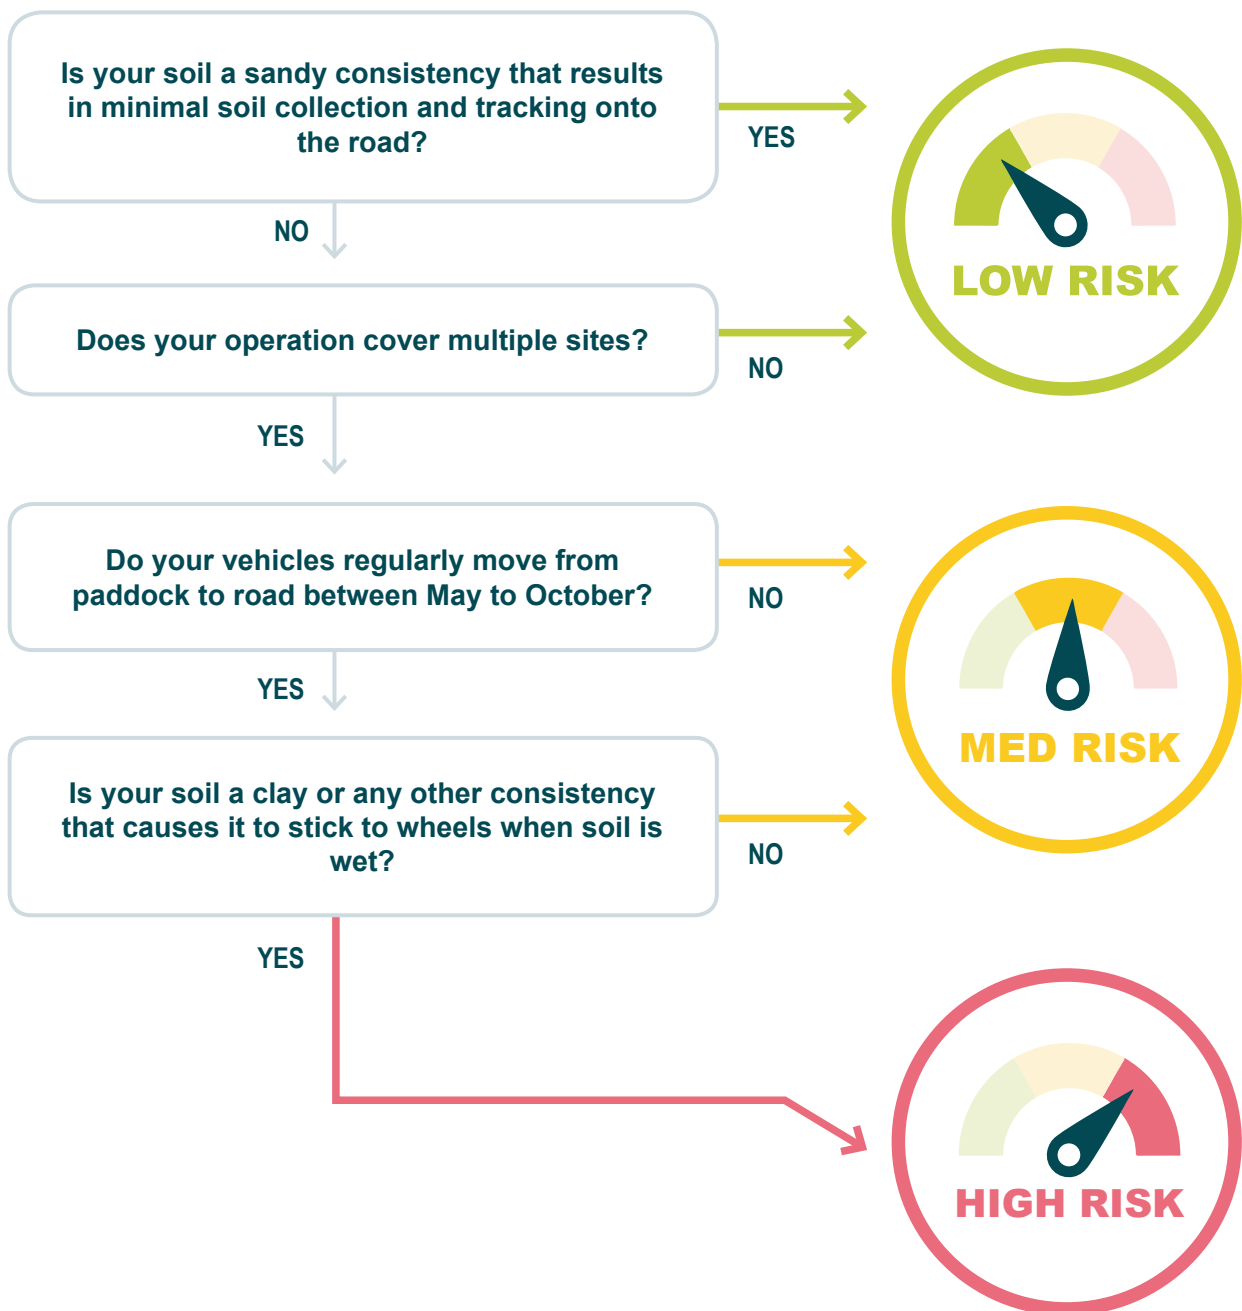 Is your soil a sandy consistency that results
in minimal soil collection and tracking onto
the road?
YES
NO
LOW RISK
Does your operation cover multiple sites?
NO
YES
Do your vehicles regularly move from
paddock to road between May to October?
NO
YES
MED RISK
Is your soil a clay or any other consistency
that causes it to stick to wheels when soil is
wet?
NO
YES
HIGH RISK